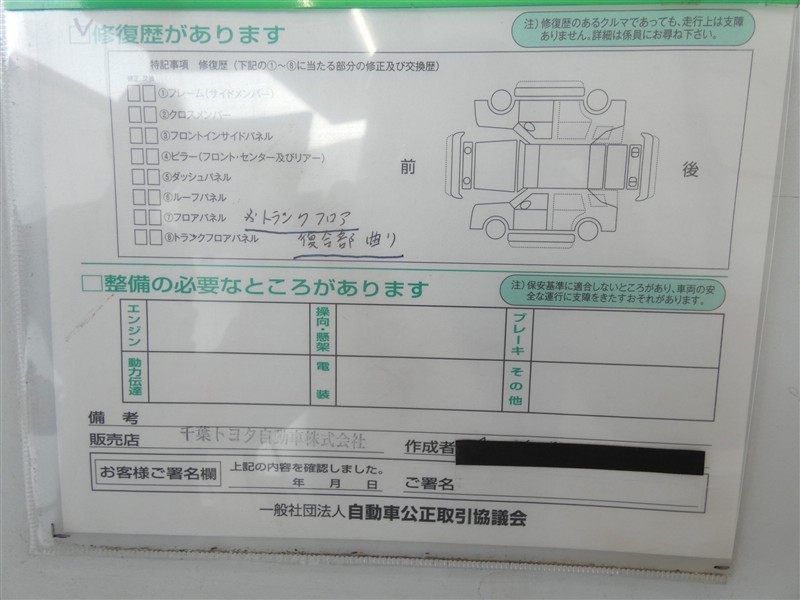 修復歴があります
注）修復歴のあるクルマであっても、走行上は支障
ありません。詳細は係員にお尋ね下さい。
特記事項 修復歴（下記の①～⑧に当たる部分の修正及び交換歴）
修正 交換
①フレーム（サイドメンバー）
②クロスメンバー
③フロントインサイドパネル
④ピラー（フロント・センター及びリアー）
⑤ダッシュパネル
⑥ルーフパネル
⑦フロアパネル
⑧トランクフロアパネル
トランクフロア
複合部 曲り
前
後
整備の必要なところがあります
注）保安基準に適合しないところがあり、車両の安
全な運行に支障をきたすおそれがあります。
エンジン
操向・懸架
ブレーキ
動力伝達
電装
その他
備考
販売店 千葉トヨタ自動車株式会社 作成者
お客様ご署名欄 上記の内容を確認しました。
年 月 日 ご署名
一般社団法人 自動車公正取引協議会